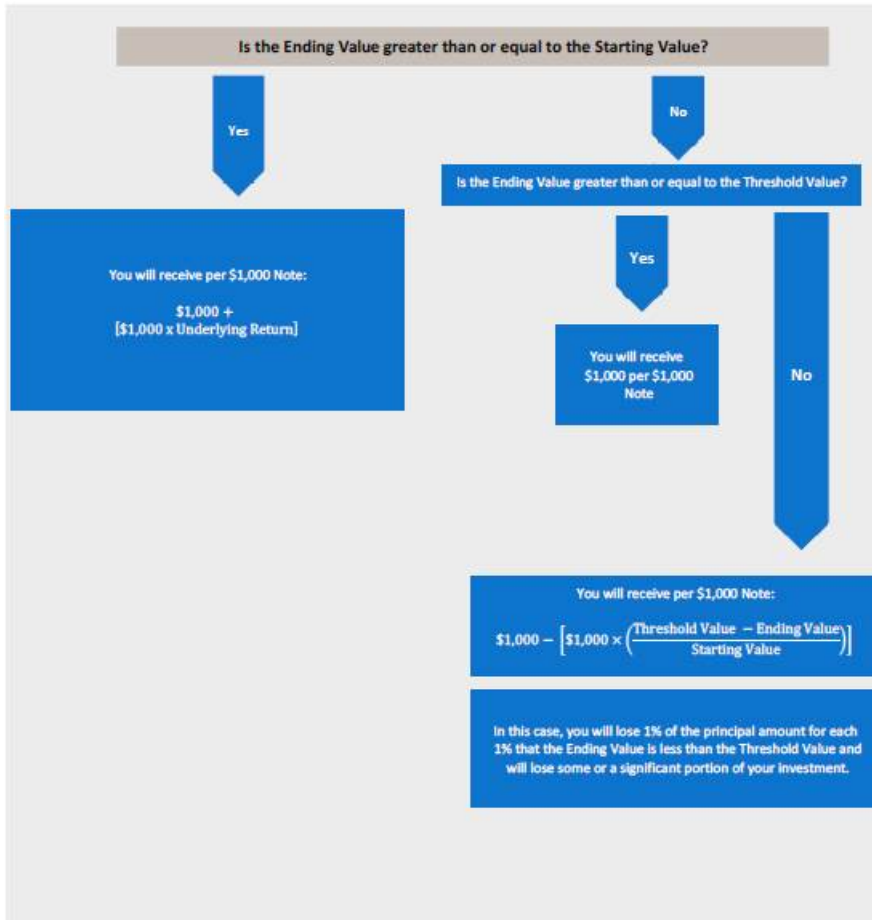 Is the Ending Value greater than or equal to the Starting Value?
Yes
No
Is the Ending Value greater than or equal to the Threshold Value?
You will receive per $1,000 Note:
$1,000 +
[$1,000 x Underlying Return]
Yes
No
You will receive
$1,000 per $1,000
Note
You will receive per $1,000 Note:
$1,000 − [$1,000 × (Threshold Value − Ending Value / Starting Value)]
In this case, you will lose 1% of the principal amount for each
1% that the Ending Value is less than the Threshold Value and
will lose some or a significant portion of your investment.